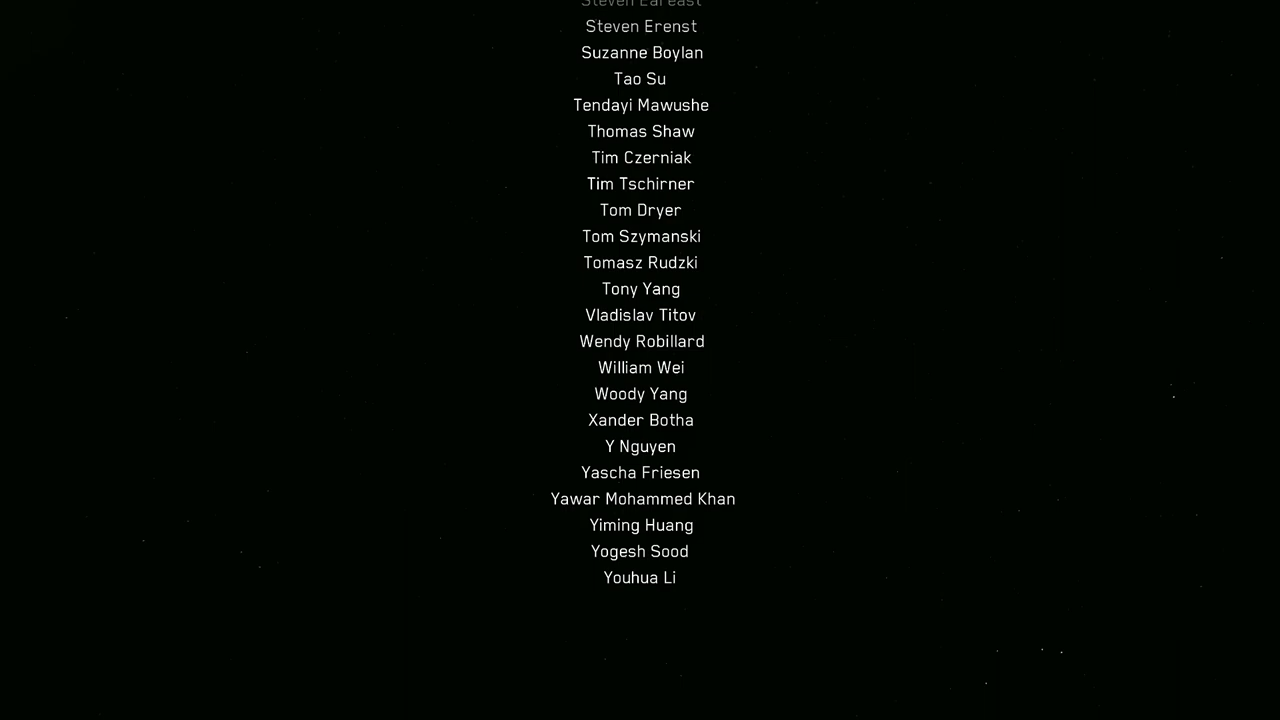 Steven Eareast
Steven Erenst
Suzanne Boylan
Tao Su
Tendayi Mawushe
Thomas Shaw
Tim Czerniak
Tim Tschirner
Tom Dryer
Tom Szymanski
Tomasz Rudzki
Tony Yang
Vladislav Titov
Wendy Robillard
William Wei
Woody Yang
Xander Botha
Y Nguyen
Yascha Friesen
Yawar Mohammed Khan
Yiming Huang
Yogesh Sood
Youhua Li